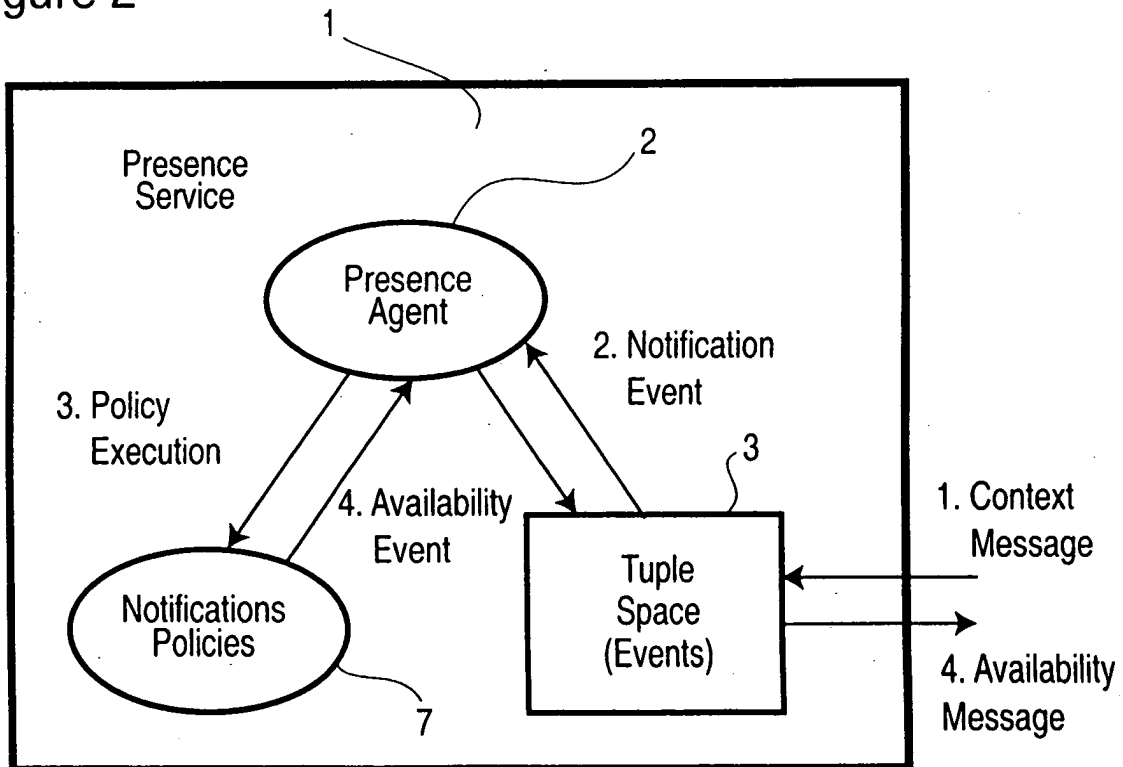 gure 2
1
Presence
Service
2
Presence
Agent
2. Notification
Event
3. Policy
Execution
4. Availability
Event
3
1. Context
Message
Tuple
Space
(Events)
Notifications
Policies
7
4. Availability
Message